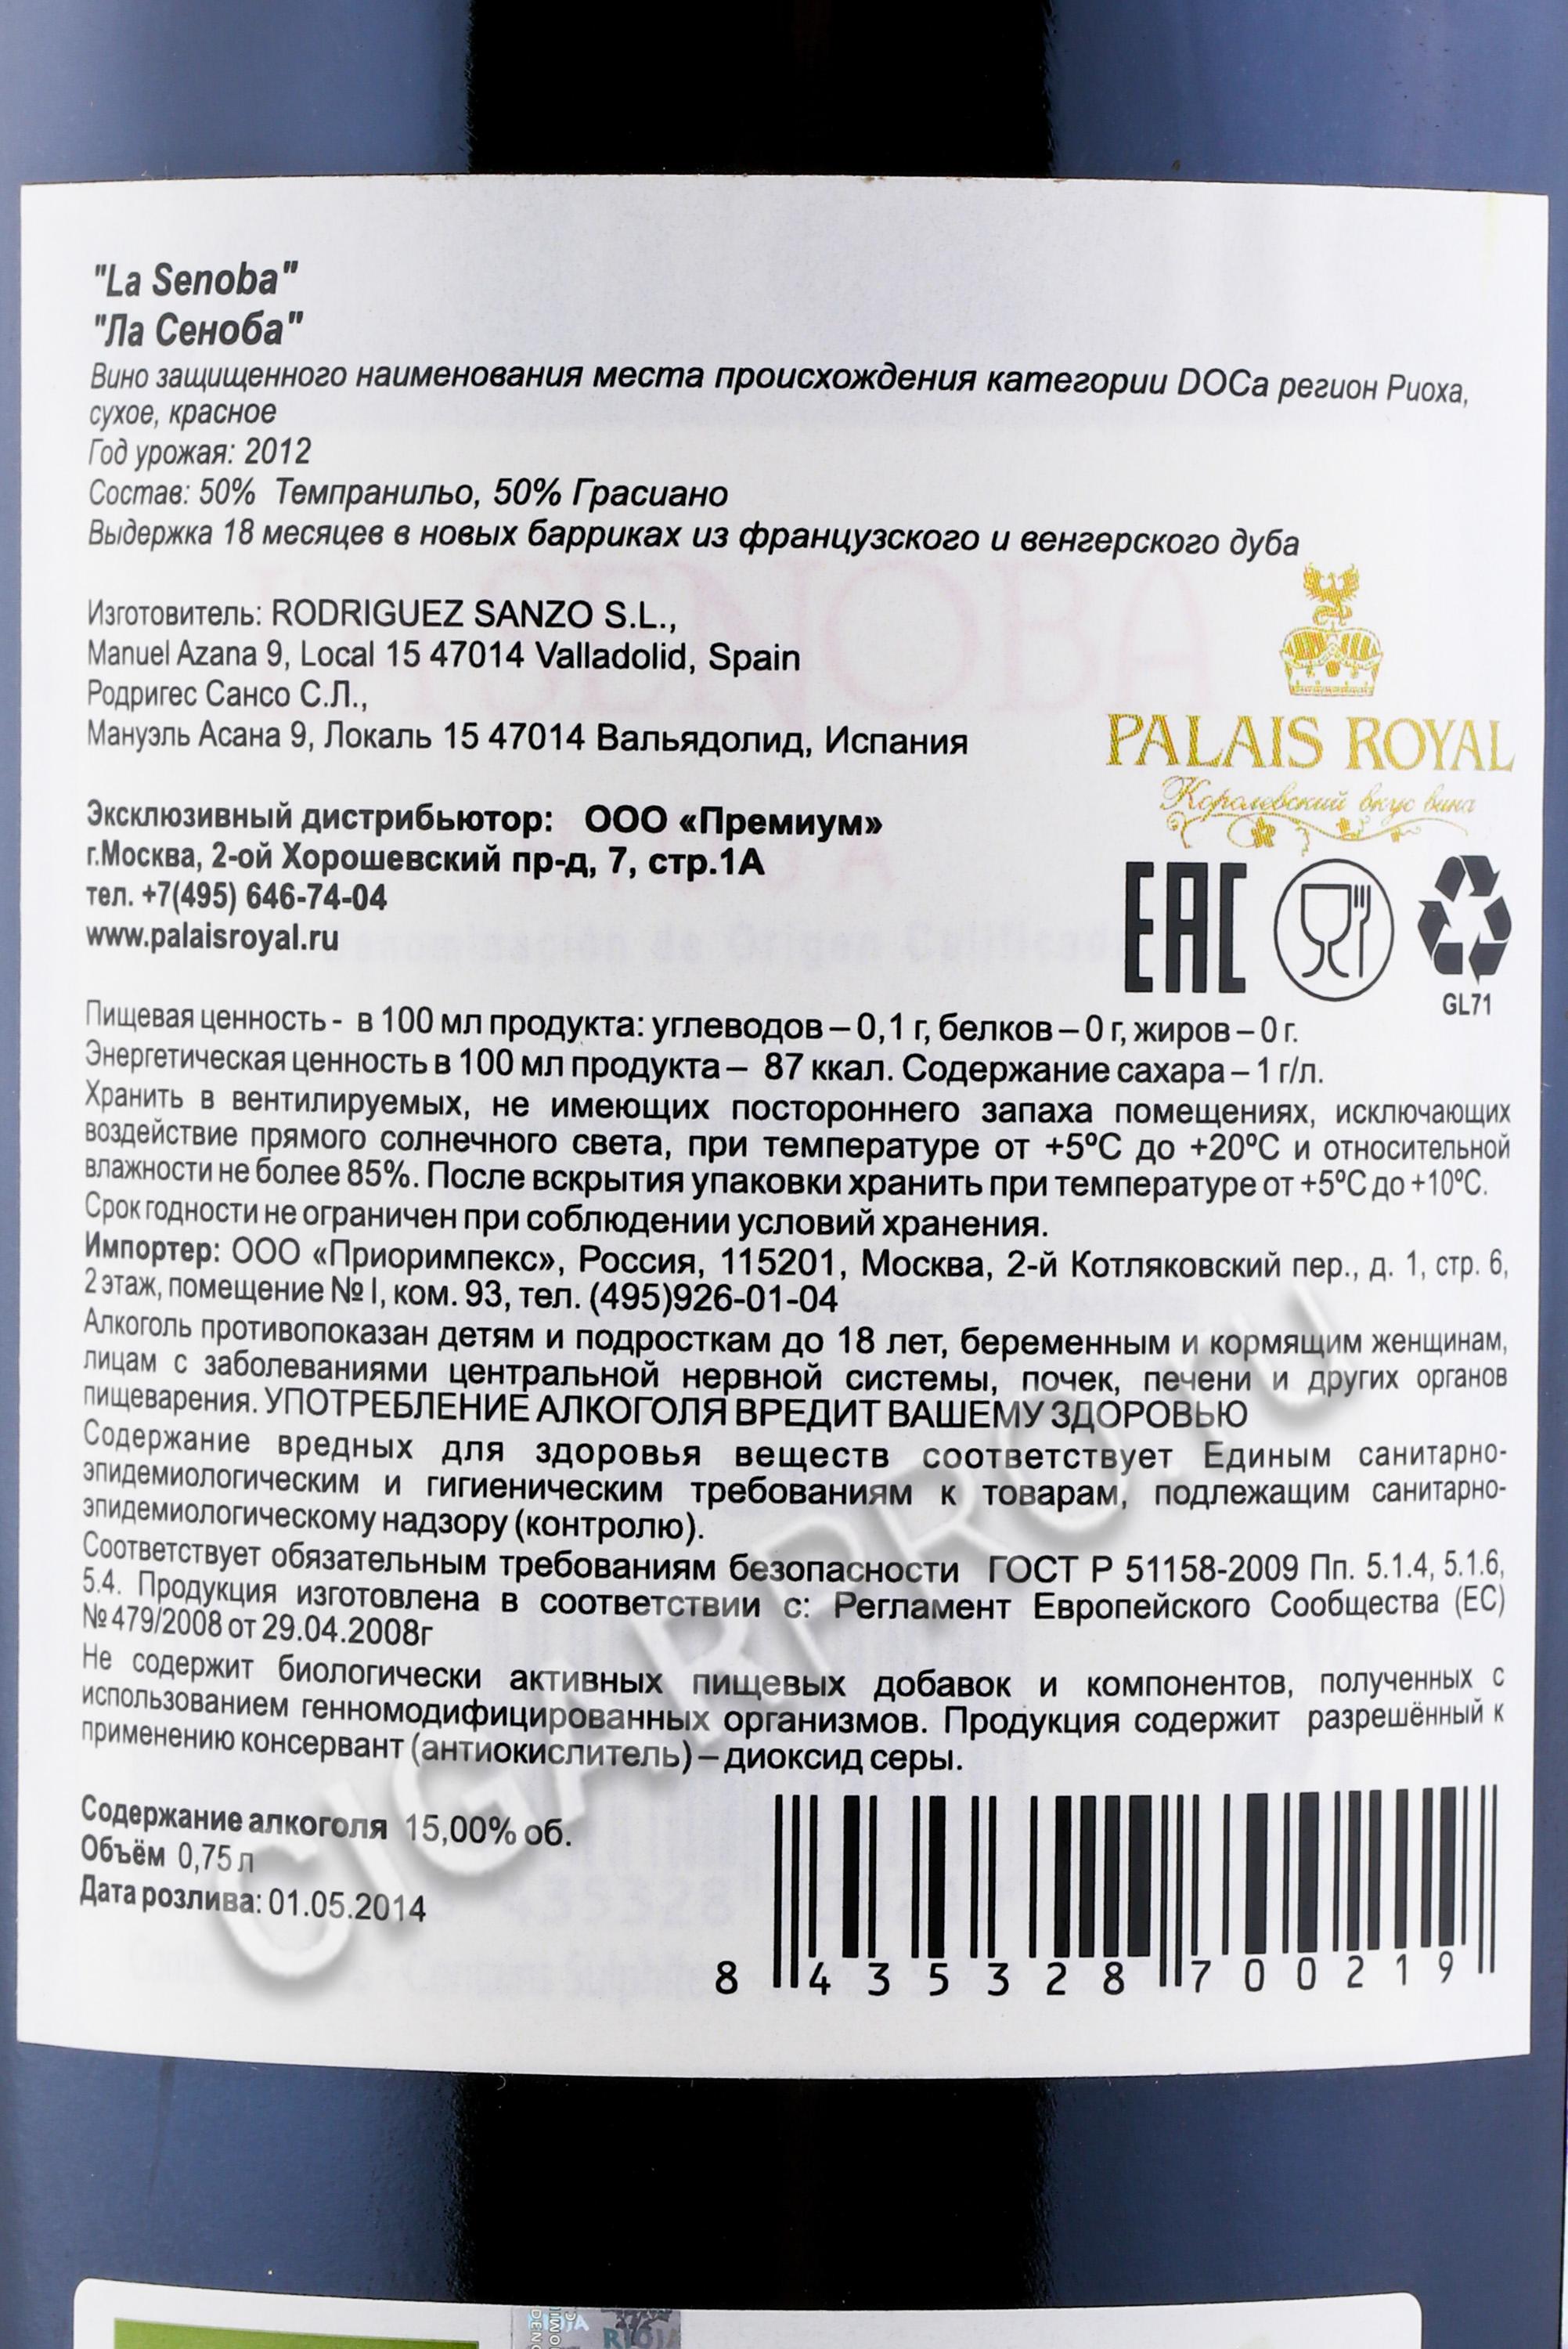 "La Senoba"
"Ла Сеноба"
Вино защищенного наименования места происхождения категории DOCa регион Риоха,
сухое, красное
Год урожая: 2012
Состав: 50% Темпранильо, 50% Грасиано
Выдержка 18 месяцев в новых барриках из французского и венгерского дуба
Изготовитель: RODRIGUEZ SANZO S.L.,
Manuel Azana 9, Local 15 47014 Valladolid, Spain
Родригес Сансо С.Л.,
Мануэль Асана 9, Локаль 15 47014 Вальядолид, Испания
PALAIS ROYAL
Королевский вкус вина
Эксклюзивный дистрибьютор: ООО «Премиум»
г.Москва, 2-ой Хорошевский пр-д, 7, стр.1А
тел. +7(495) 646-74-04
www.palaisroyal.ru
EAC
GL71
Пищевая ценность - в 100 мл продукта: углеводов – 0,1 г, белков – 0 г, жиров – 0 г.
Энергетическая ценность в 100 мл продукта – 87 ккал. Содержание сахара – 1 г/л.
Хранить в вентилируемых, не имеющих постороннего запаха помещениях, исключающих
воздействие прямого солнечного света, при температуре от +5ºС до +20ºС и относительной
влажности не более 85%. После вскрытия упаковки хранить при температуре от +5ºС до +10ºС.
Срок годности не ограничен при соблюдении условий хранения.
Импортер: ООО «Приоримпекс», Россия, 115201, Москва, 2-й Котляковский пер., д. 1, стр. 6,
2 этаж, помещение № I, ком. 93, тел. (495)926-01-04
Алкоголь противопоказан детям и подросткам до 18 лет, беременным и кормящим женщинам,
лицам с заболеваниями центральной нервной системы, почек, печени и других органов
пищеварения. УПОТРЕБЛЕНИЕ АЛКОГОЛЯ ВРЕДИТ ВАШЕМУ ЗДОРОВЬЮ
Содержание вредных для здоровья веществ соответствует Единым санитарно-
эпидемиологическим и гигиеническим требованиям к товарам, подлежащим санитарно-
эпидемиологическому надзору (контролю).
Соответствует обязательным требованиям безопасности ГОСТ Р 51158-2009 Пп. 5.1.4, 5.1.6,
5.4. Продукция изготовлена в соответствии с: Регламент Европейского Сообщества (ЕС)
№ 479/2008 от 29.04.2008г
Не содержит биологически активных пищевых добавок и компонентов, полученных с
использованием генномодифицированных организмов. Продукция содержит разрешённый к
применению консервант (антиокислитель) – диоксид серы.
Содержание алкоголя 15,00% об.
Объём 0,75 л
Дата розлива: 01.05.2014
8 435328 700219
CIGARPRO.ru
RIOJA